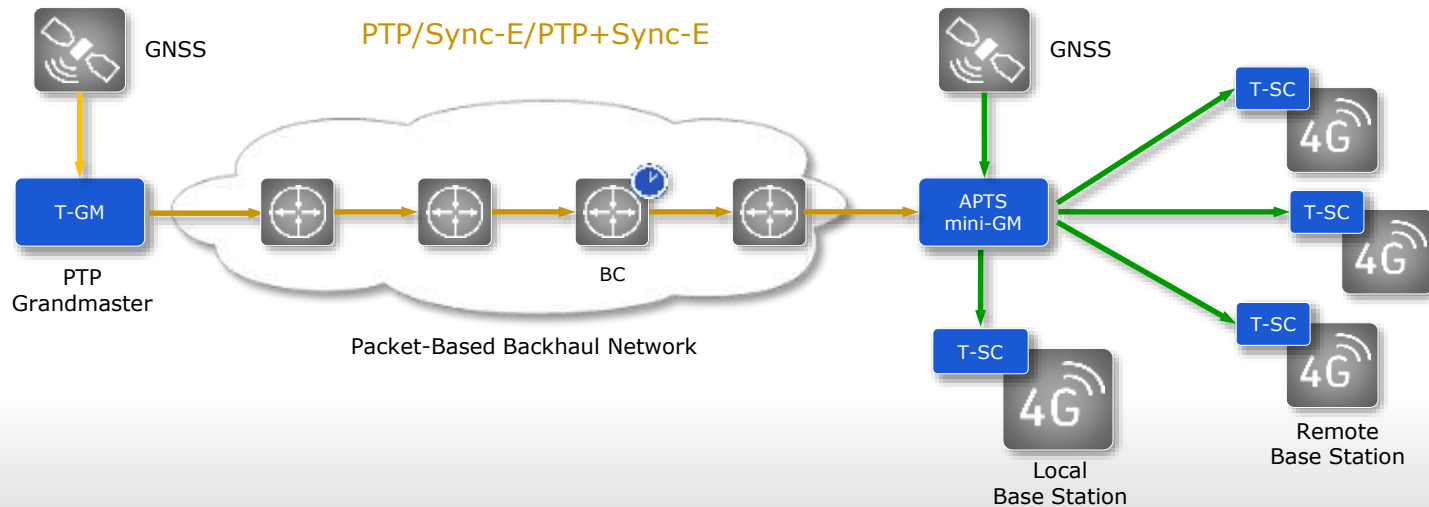 PTP/Sync-E/PTP+Sync-E
GNSS
GNSS
T-SC
4G
T-GM
APTS
mini-GM
T-SC
4G
PTP
Grandmaster
BC
T-SC
4G
Packet-Based Backhaul Network
T-SC
4G
Remote
Base Station
Local
Base Station